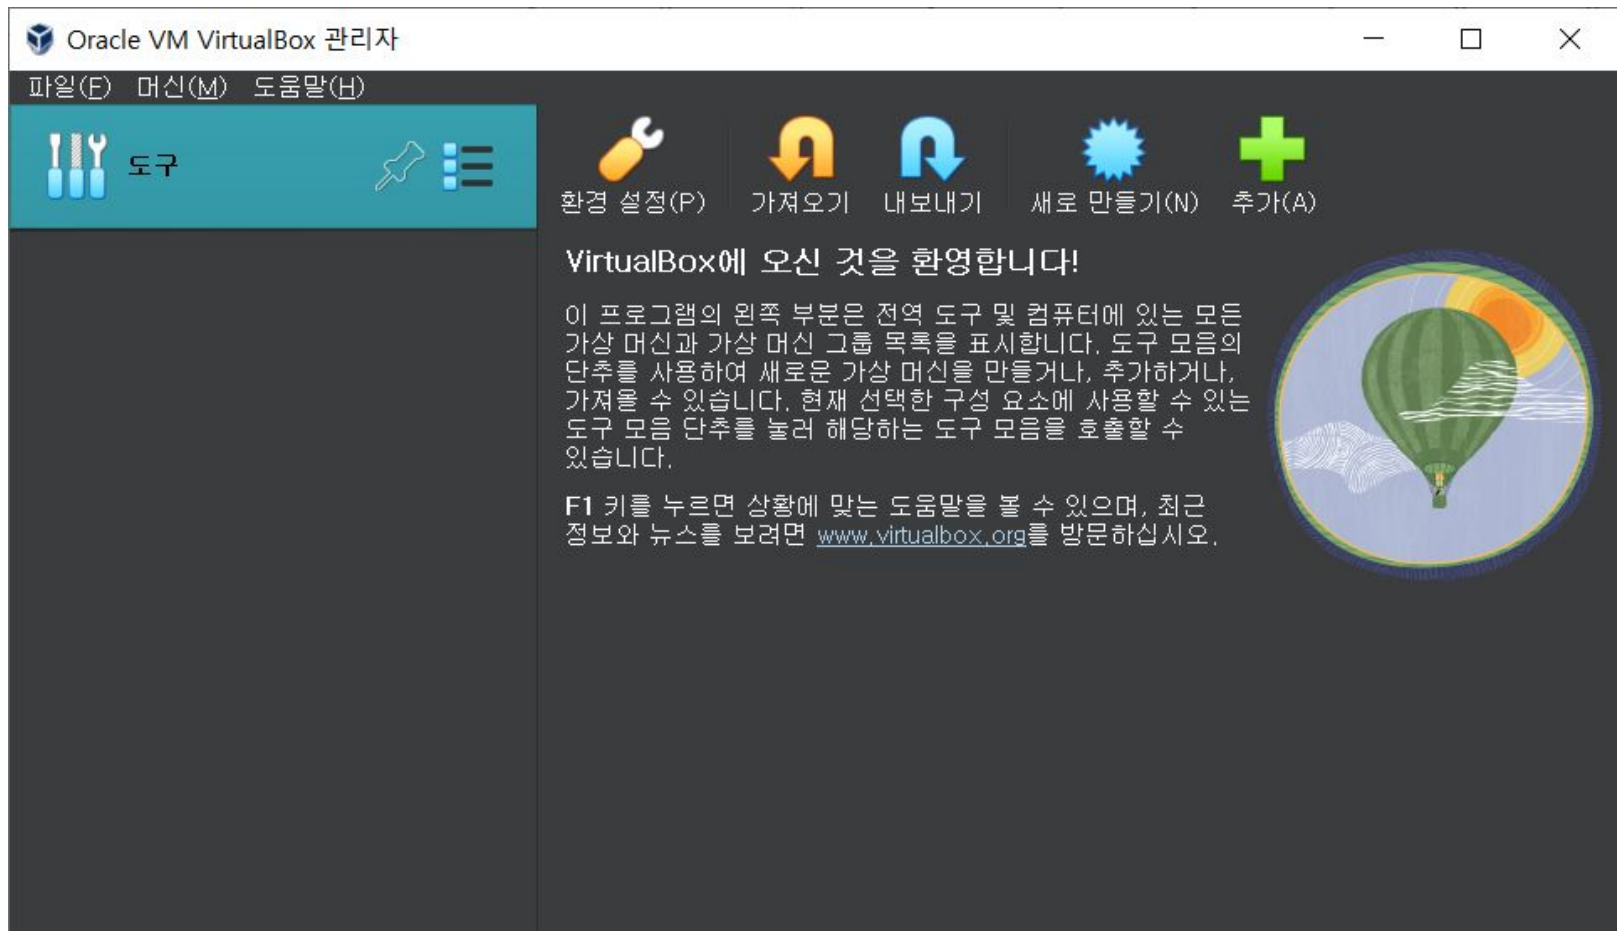 Oracle VM VirtualBox 관리자
파일(F) 머신(M) 도움말(H)
도구
환경 설정(P) 가져오기 내보내기 새로 만들기(N) 추가(A)
VirtualBox에 오신 것을 환영합니다!
이 프로그램의 왼쪽 부분은 전역 도구 및 컴퓨터에 있는 모든
가상 머신과 가상 머신 그룹 목록을 표시합니다. 도구 모음의
단추를 사용하여 새로운 가상 머신을 만들거나, 추가하거나,
가져올 수 있습니다. 현재 선택한 구성 요소에 사용할 수 있는
도구 모음 단추를 눌러 해당하는 도구 모음을 호출할 수
있습니다.
F1 키를 누르면 상황에 맞는 도움말을 볼 수 있으며, 최근
정보와 뉴스를 보려면 www.virtualbox.org를 방문하십시오.